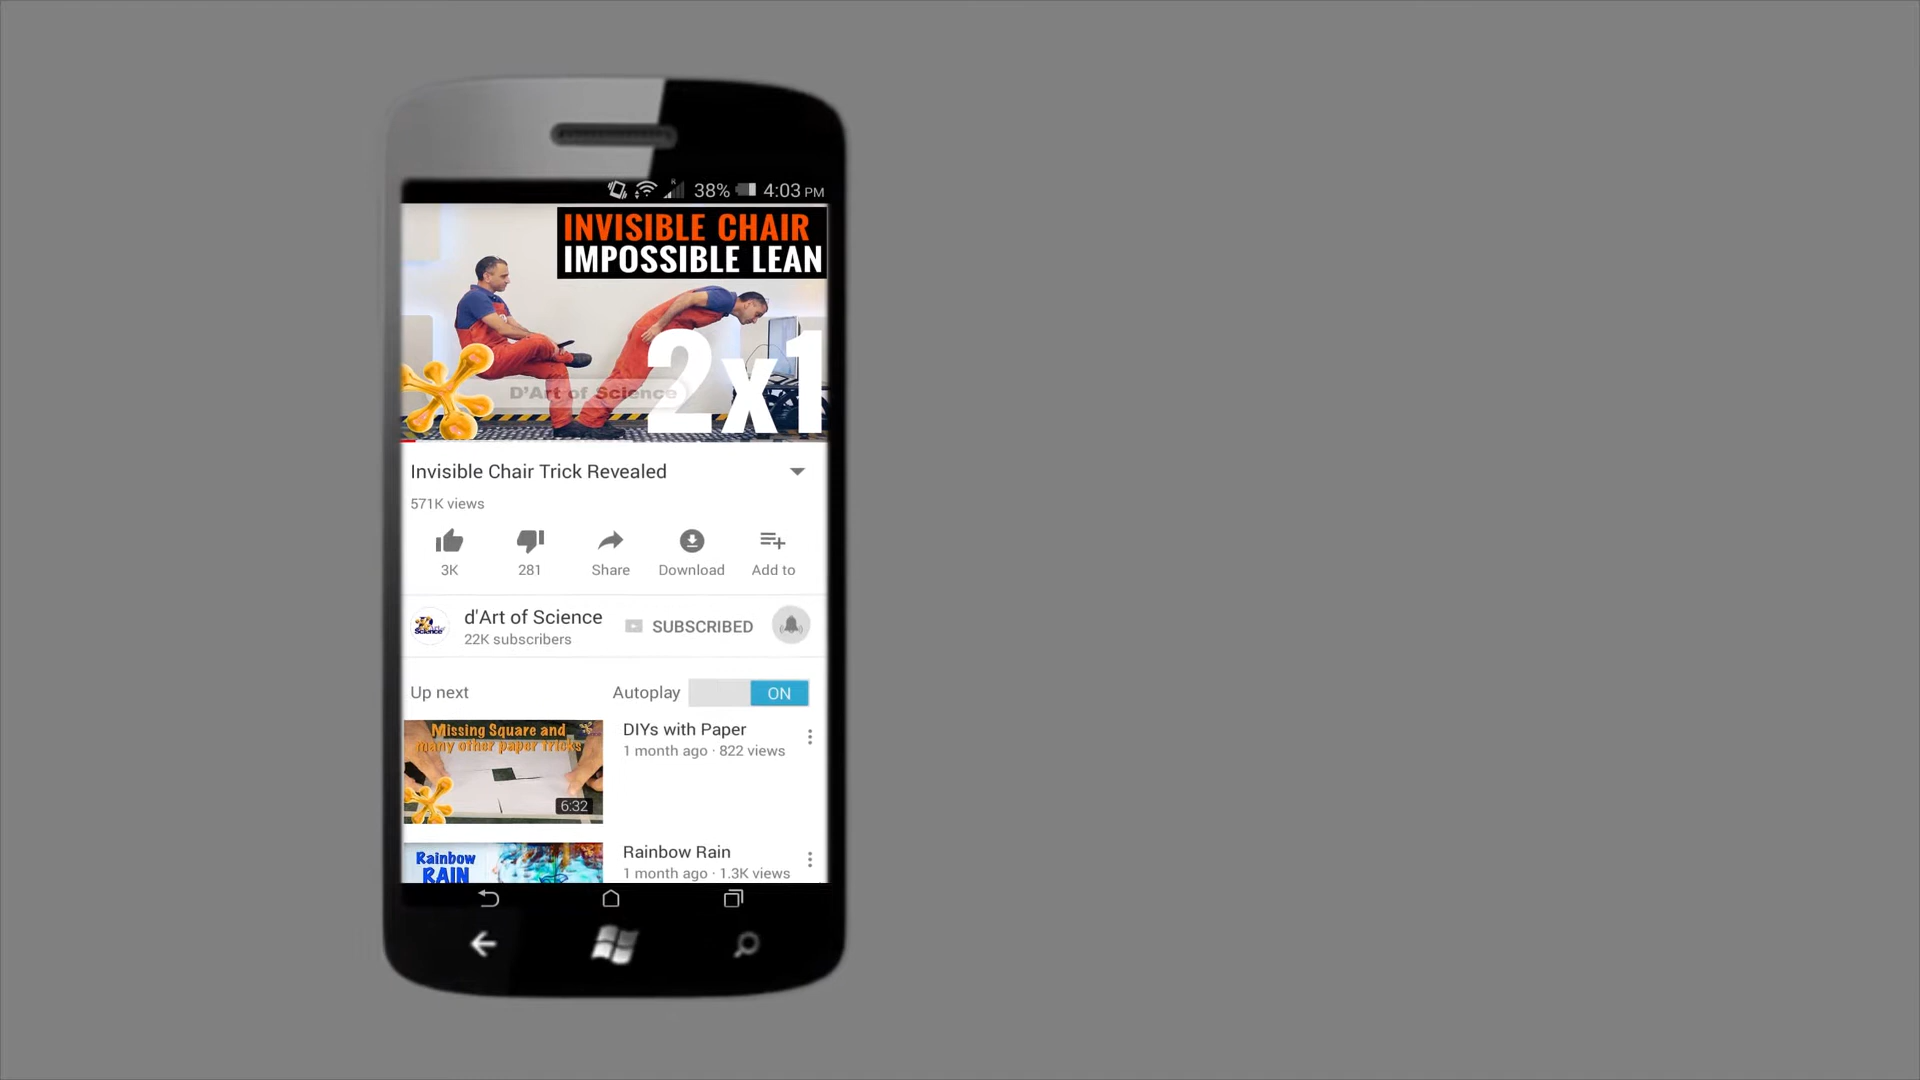 38% 4:03 PM
INVISIBLE CHAIR
IMPOSSIBLE LEAN
2x1
D'Art of Science
Invisible Chair Trick Revealed
571K views
3K 281 Share Download Add to
d'Art of Science
22K subscribers
SUBSCRIBED
Up next Autoplay ON
Missing Square and
many other paper tricks
6:32
DIYs with Paper
1 month ago · 822 views
Rainbow
RAIN
Rainbow Rain
1 month ago · 1.3K views